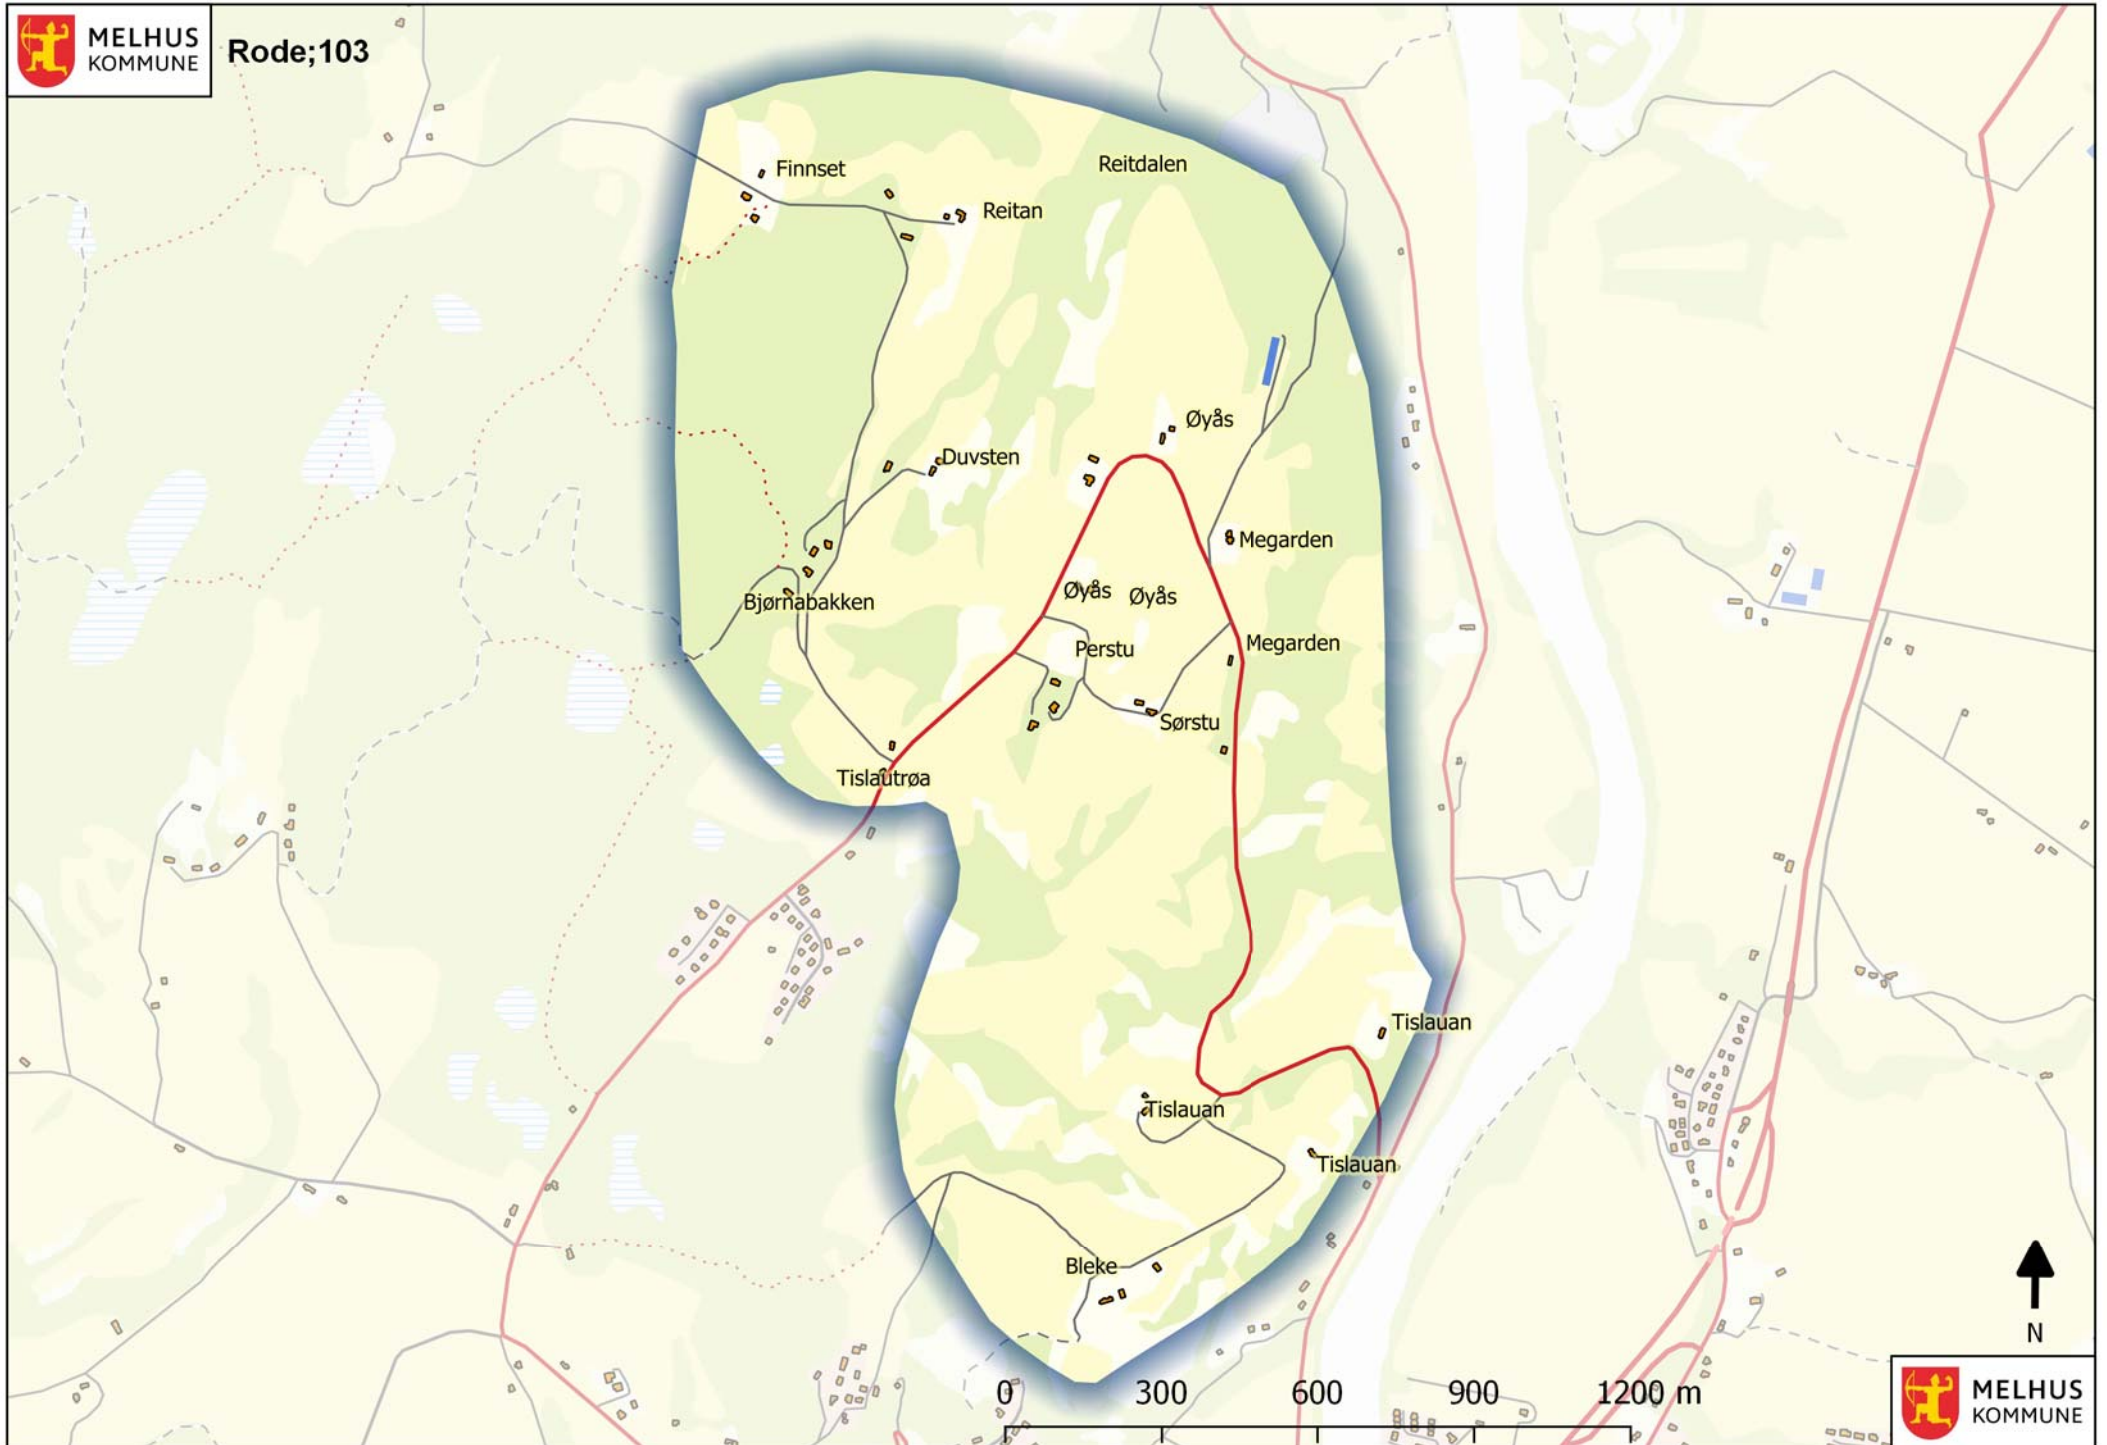 MELHUS
KOMMUNE
Rode;103
Finnset
Reitdalen
Reitan
Øyås
Duvsten
Megarden
Øyås
Øyås
Bjørnabakken
Perstu
Megarden
Sørstu
Tislautrøa
Tislauan
Tislauan
Tislauan
Bleke
N
0 300 600 900 1200 m
MELHUS
KOMMUNE